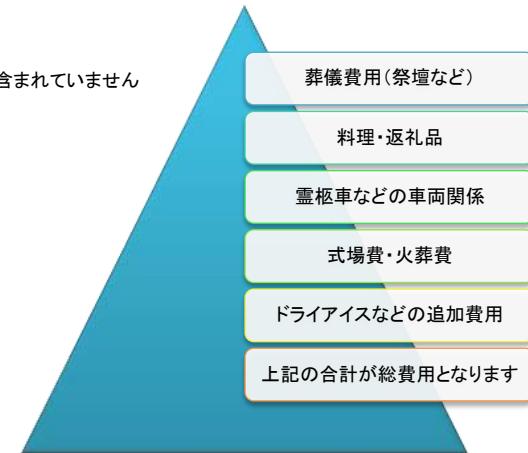 含まれていません
葬儀費用（祭壇など）
料理・返礼品
霊柩車などの車両関係
式場費・火葬費
ドライアイスなどの追加費用
上記の合計が総費用となります